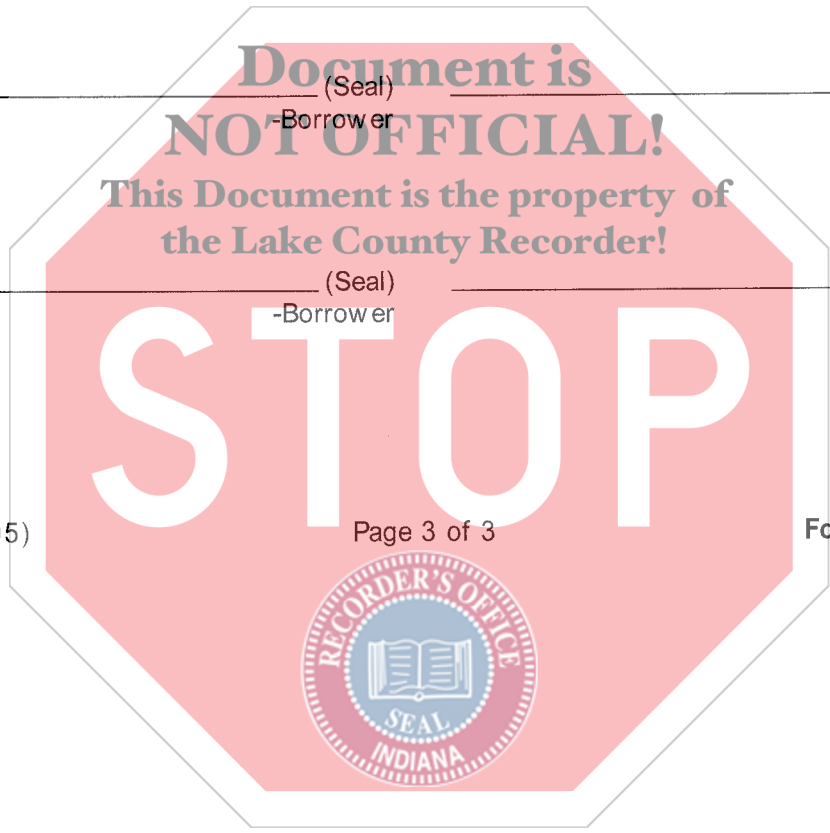 Document is
(Seal)
-Borrower
NOT OFFICIAL!
This Document is the property of
the Lake County Recorder!
(Seal)
-Borrower
STOP
5)
Page 3 of 3
Fo
RECORDER'S OFFICE
SEAL
INDIANA